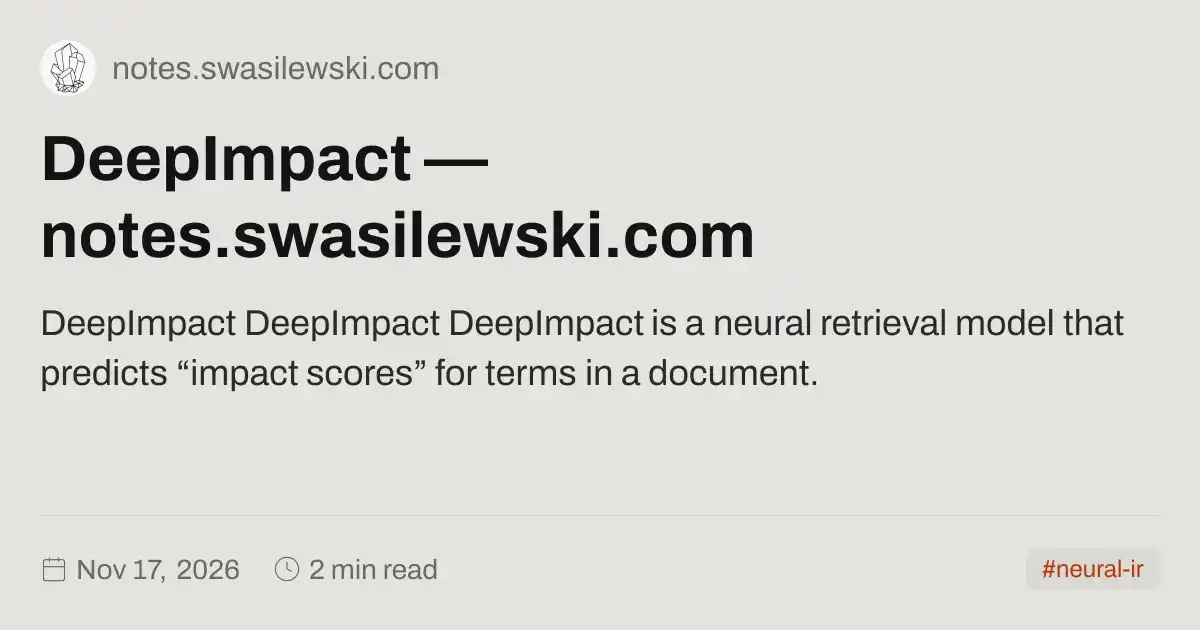 notes.swasilewski.com
DeepImpact —
notes.swasilewski.com
DeepImpact DeepImpact DeepImpact is a neural retrieval model that
predicts “impact scores” for terms in a document.
Nov 17, 2026 2 min read #neural-ir